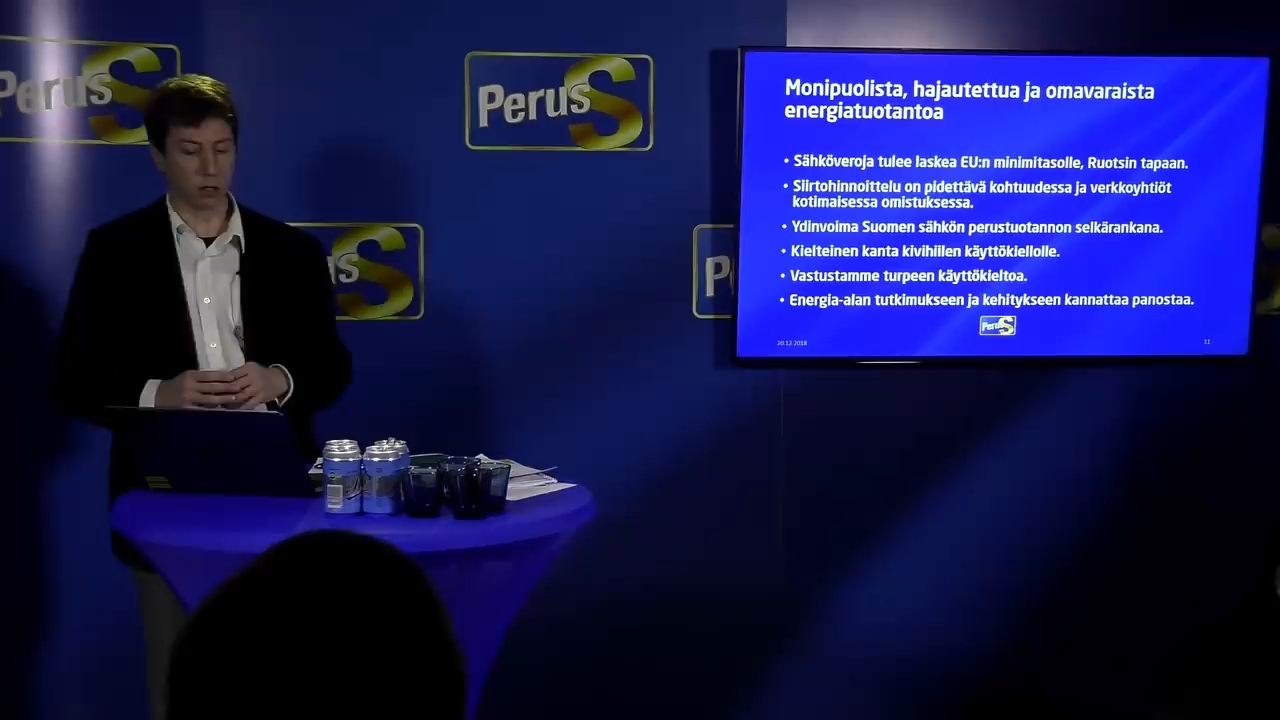 PerusS
PerusS
Monipuolista, hajautettua ja omavaraista
energiatuotantoa
• Sähköveroja tulee laskea EU:n minimitasolle, Ruotsin tapaan.
• Siirtohinnoittelu on pidettävä kohtuudessa ja verkkoyhtiöt
kotimaisessa omistuksessa.
• Ydinvoima Suomen sähkön perustuotannon selkärankana.
• Kielteinen kanta kivihiilen käyttökiellolle.
• Vastustamme turpeen käyttökieltoa.
• Energia-alan tutkimukseen ja kehitykseen kannattaa panostaa.
PerusS
20.12.2018
11
usS
P